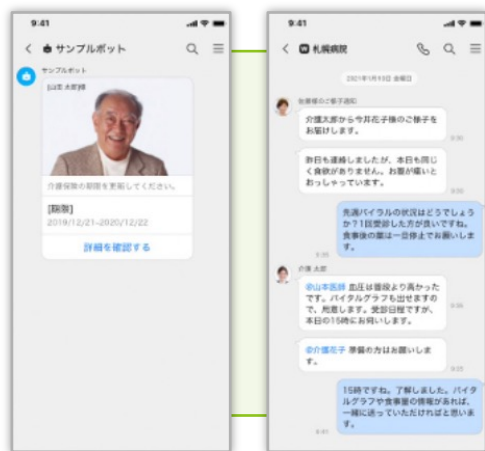 9:41
サンプルボット
サンプルボット
[山本 太郎]様
介護保険の期限を更新してください。
[期限]
2019/12/21-2020/12/22
詳細を確認する
9:41
札幌病院
2021年1月10日 金曜日
介護太郎から今井花子様のご様子を
お届けします。
昨日も連絡しましたが、本日も同じ
く食欲がありません。お腹が痛いと
おっしゃっています。
先週バイタルの状況はどうでしょう
か？1回受診した方が良いですね。
食事後の薬は一旦停止でお願いしま
す。
介護 太郎
@山本医師 血圧は普段より高かった
です。バイタルグラフも出せますの
で、用意します。受診日程ですが、
本日の15時にお伺いします。
@介護花子 準備の方はお願いしま
す。
15時ですね。了解しました。バイタ
ルグラフや食事量の情報があれば、
一緒に送っていただければと思いま
す。